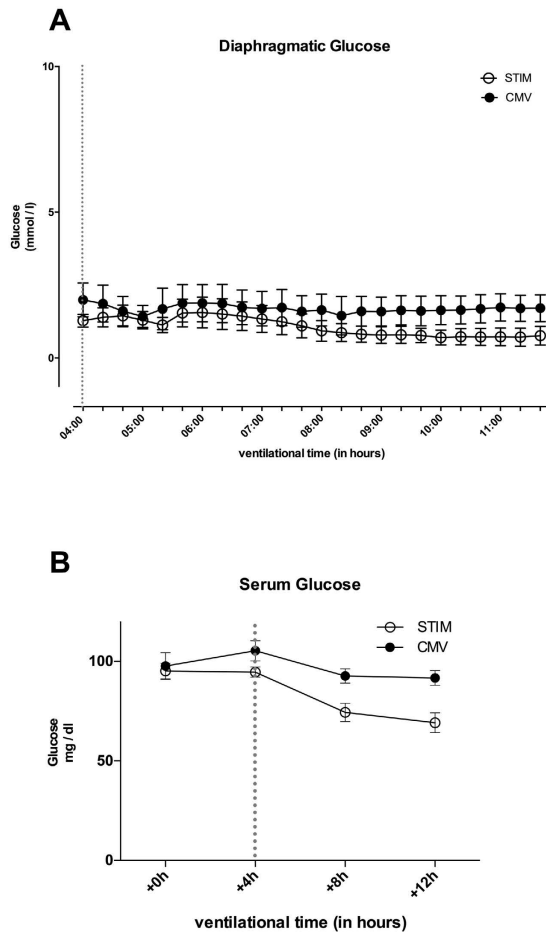 A
Diaphragmatic Glucose
STIM
CMV
10
5
0
Glucose
(mmol / l)
04:00
05:00
06:00
07:00
08:00
09:00
10:00
11:00
ventilational time (in hours)
B
Serum Glucose
STIM
CMV
100
50
0
Glucose
mg / dl
+0h
+4h
+8h
+12h
ventilational time (in hours)